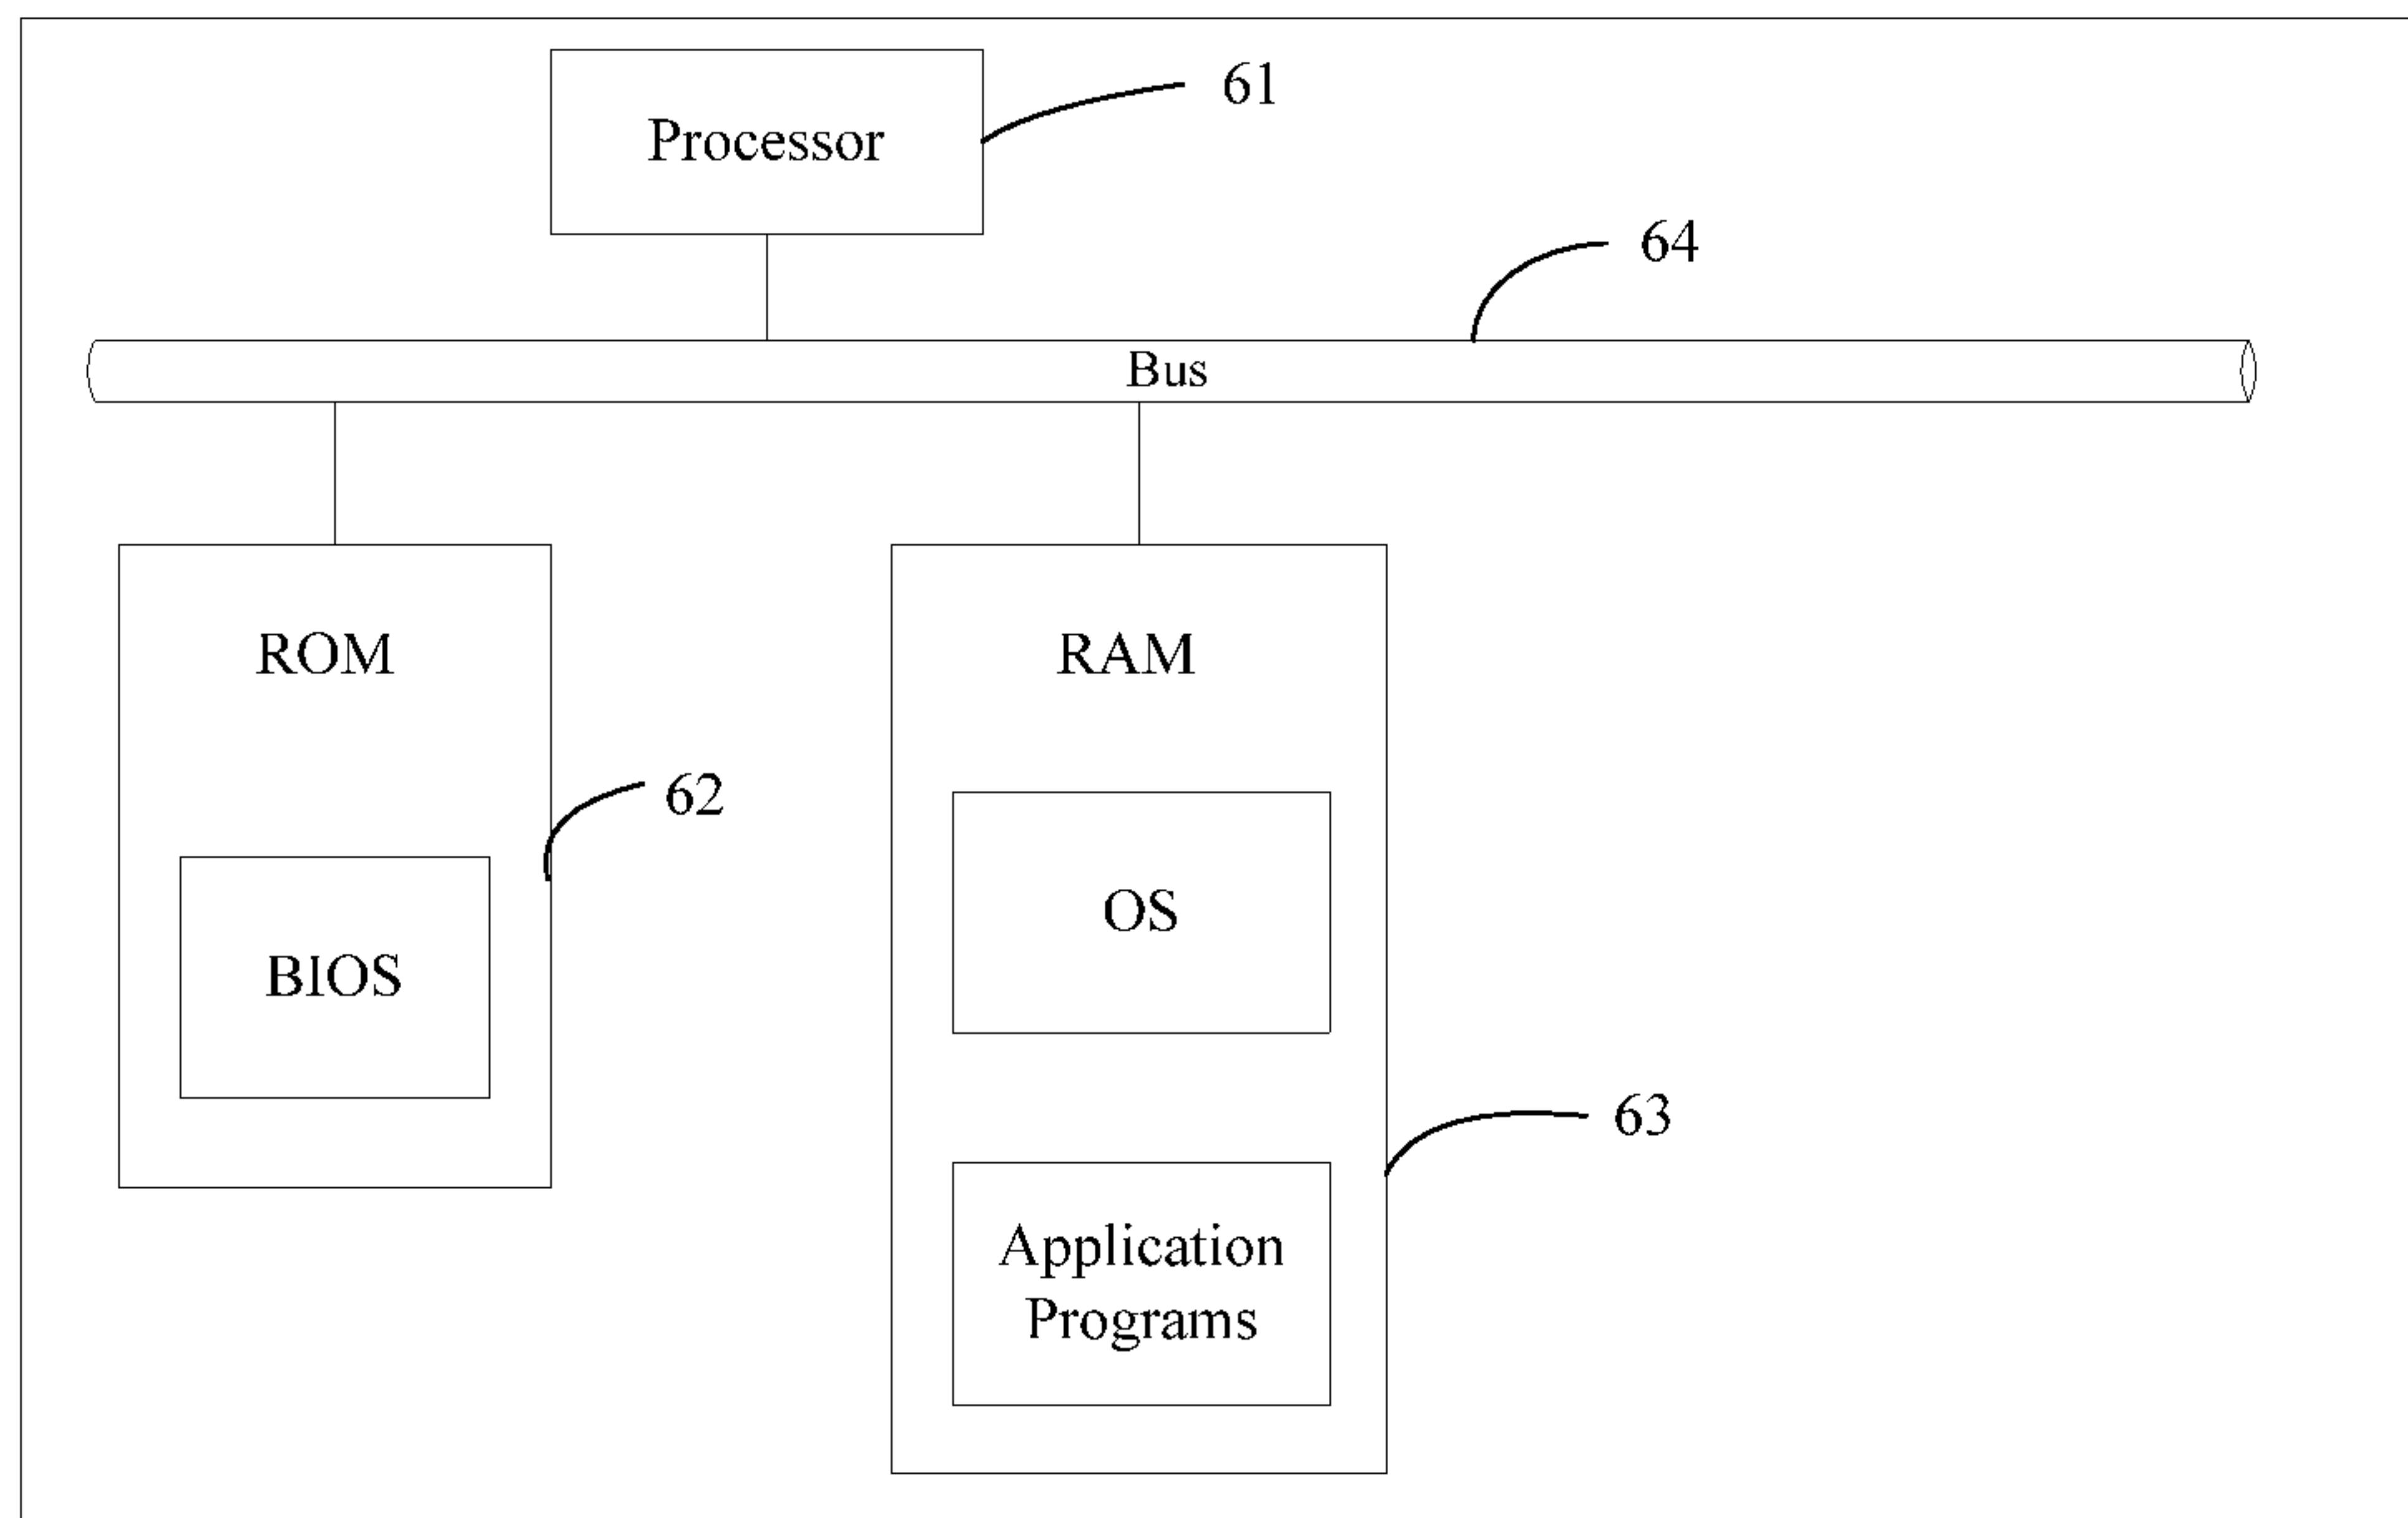 61
Processor
64
Bus
ROM
RAM
62
OS
BIOS
63
Application
Programs